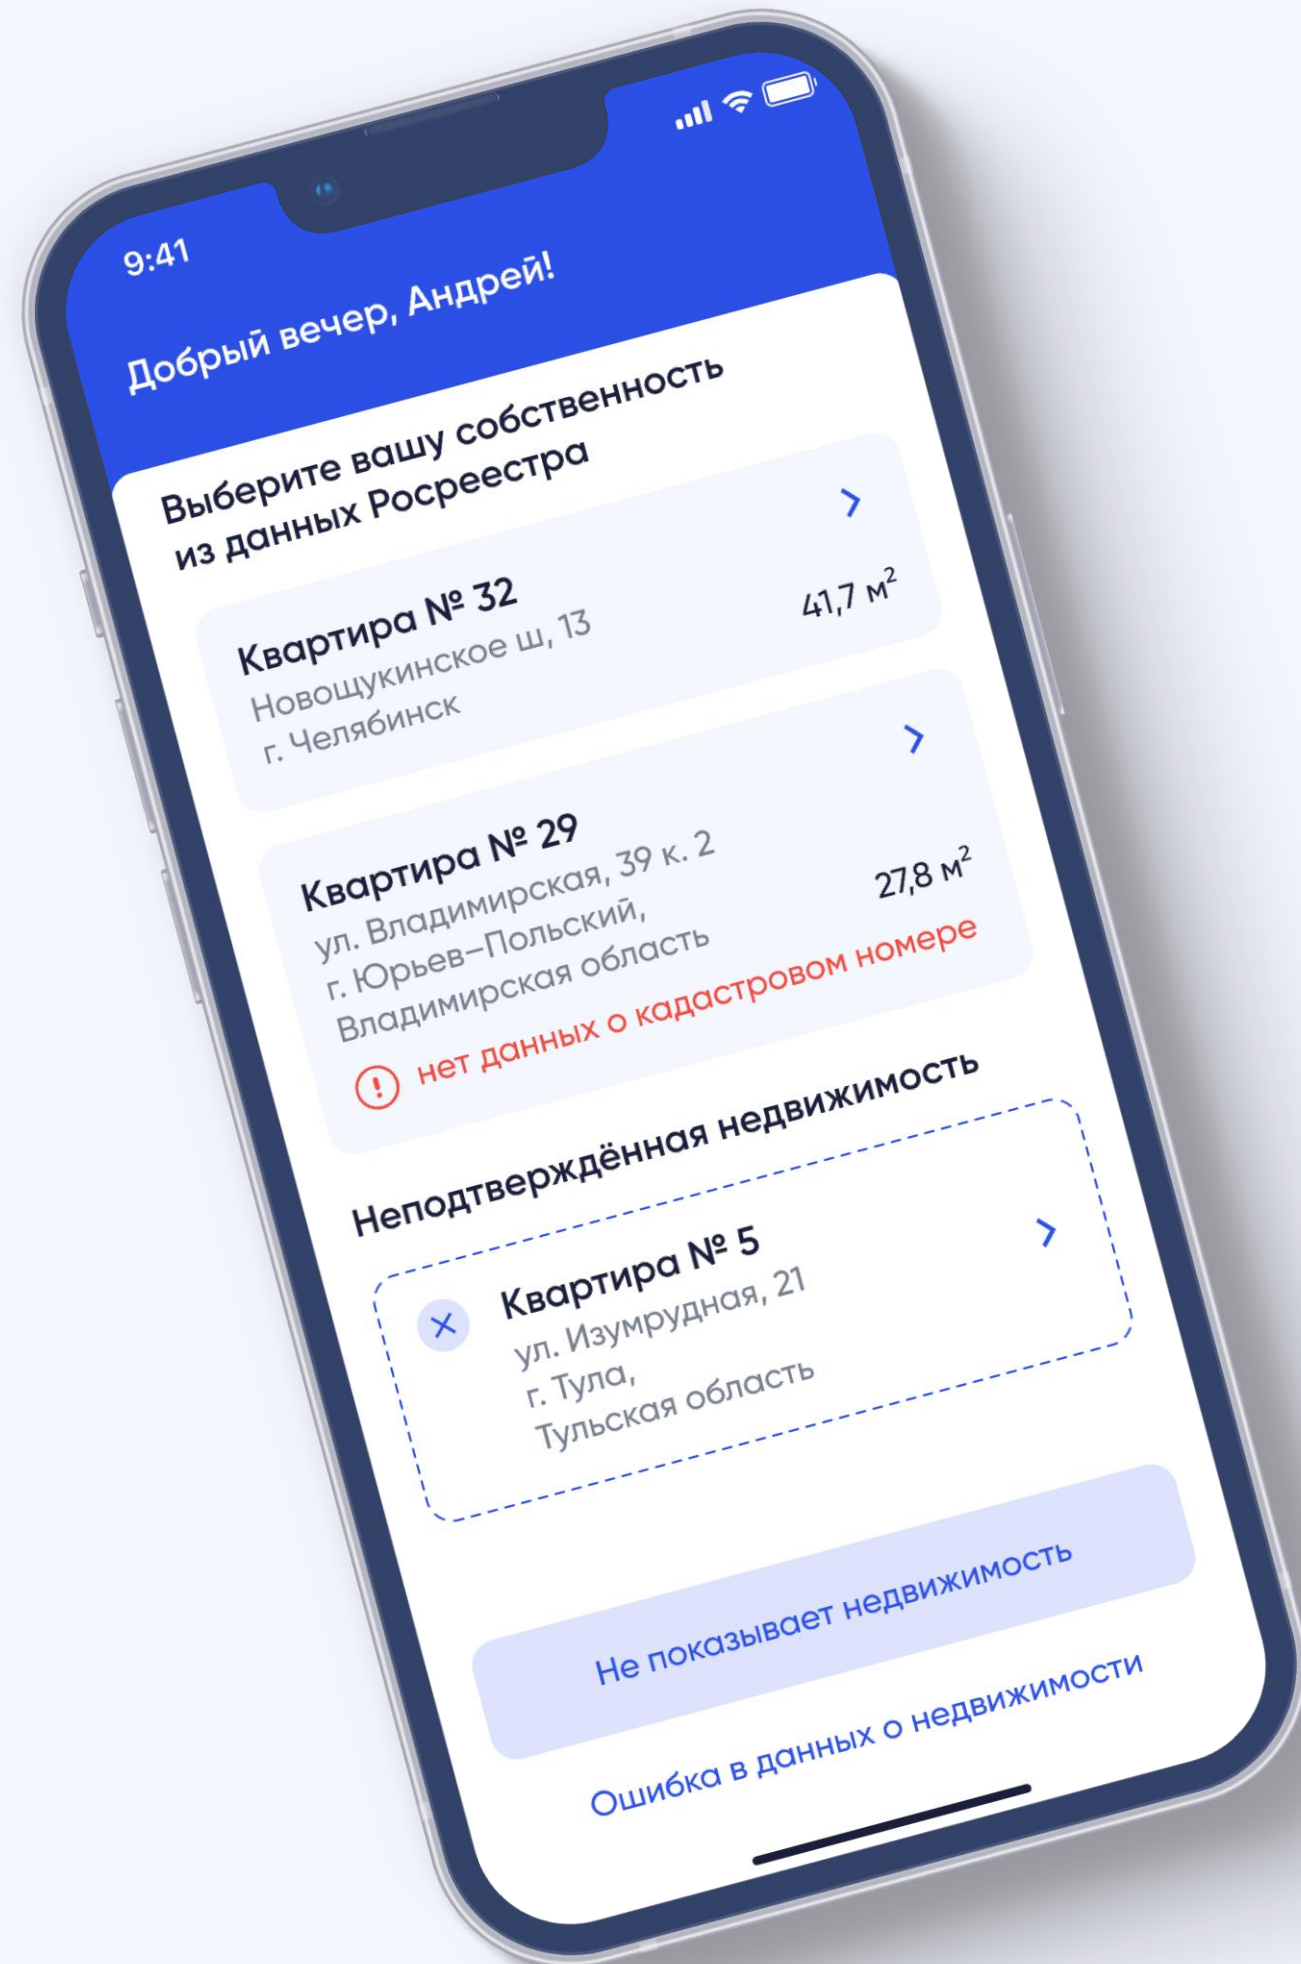 9:41
Добрый вечер, Андрей!
Выберите вашу собственность
из данных Росреестра
Квартира № 32
Новощукинское ш, 13
г. Челябинск
41,7 м²
Квартира № 29
ул. Владимирская, 39 к. 2
г. Юрьев–Польский,
Владимирская область
27,8 м²
нет данных о кадастровом номере
Неподтверждённая недвижимость
Квартира № 5
ул. Изумрудная, 21
г. Тула,
Тульская область
Не показывает недвижимость
Ошибка в данных о недвижимости